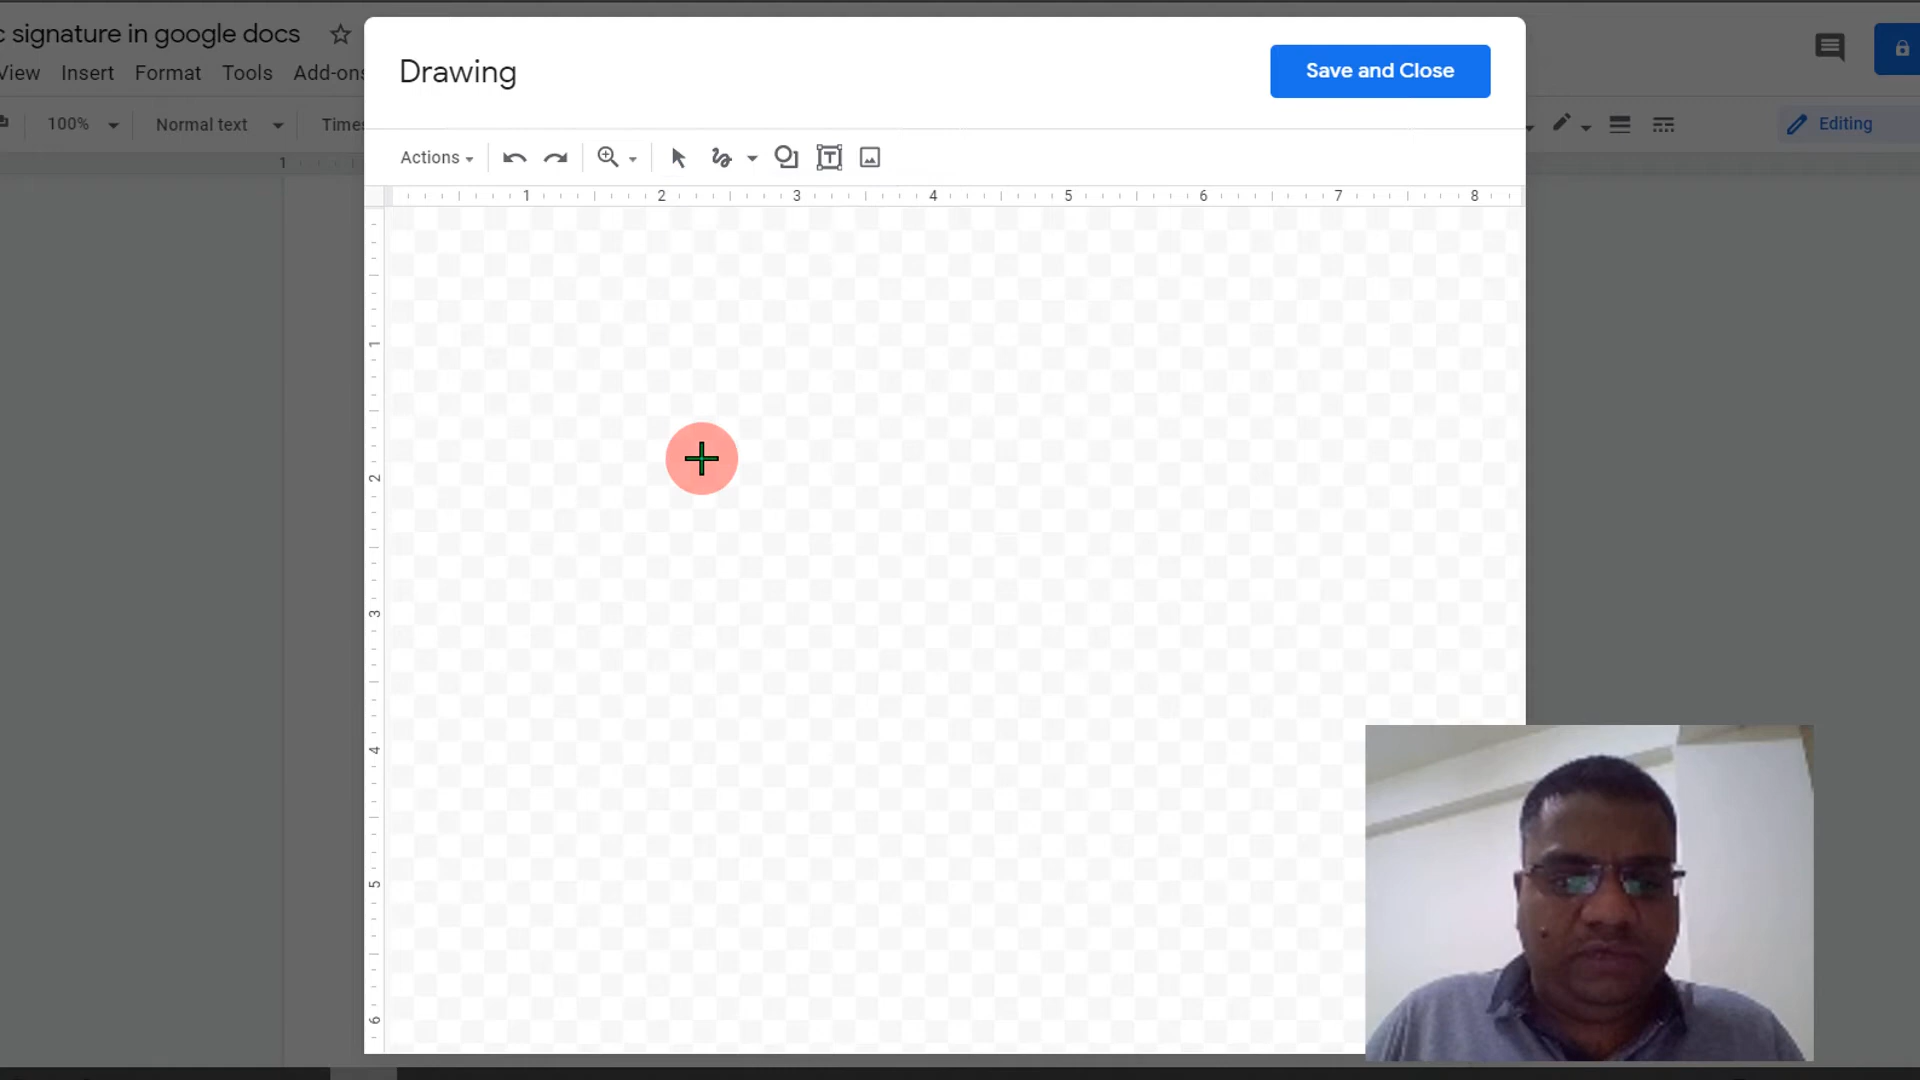 c signature in google docs
Drawing
Save and Close
View Insert Format Tools Add-ons
100% Normal text Times
Editing
Actions
1
1 2 3 4 5 6 7 8
1
2
3
4
5
6